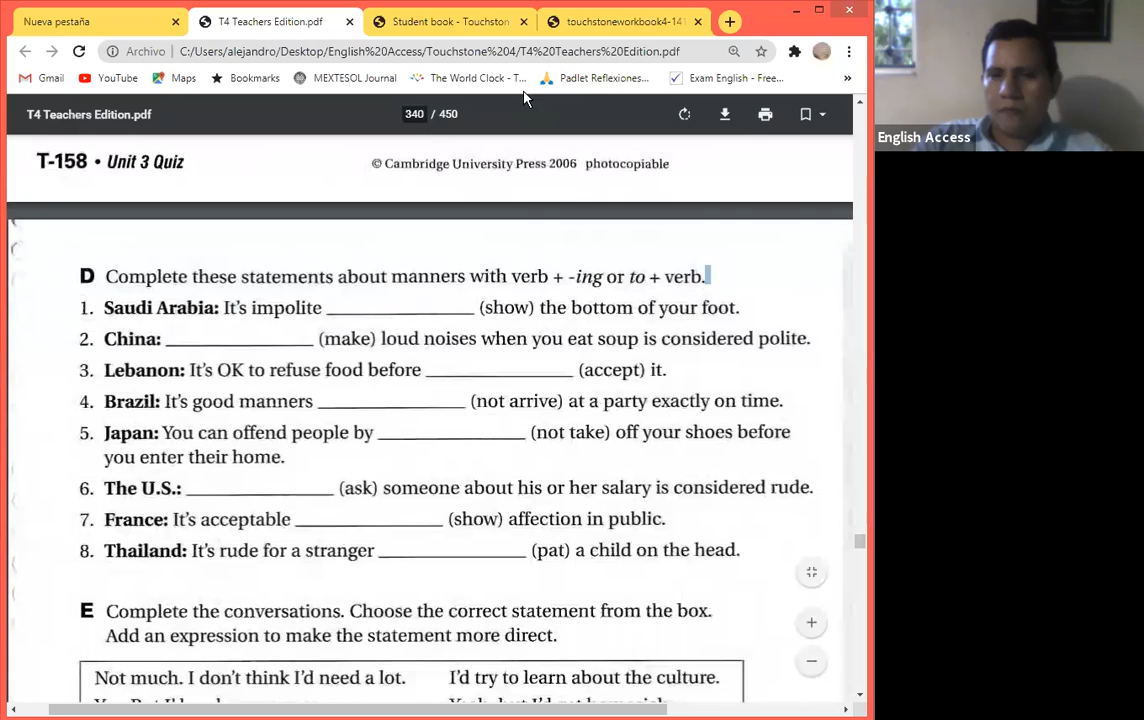 Nueva pestaña
T4 Teachers Edition.pdf
Student book - Touchston
touchstoneworkbook4-141
Archivo
C:/Users/alejandro/Desktop/English%20Access/Touchstone%204/T4%20Teachers%20Edition.pdf
Gmail
YouTube
Maps
Bookmarks
MEXTESOL Journal
The World Clock - T...
Padlet Reflexiones...
Exam English - Free...
»
T4 Teachers Edition.pdf
340 / 450
English Access
T-158 • Unit 3 Quiz
© Cambridge University Press 2006 photocopiable
D Complete these statements about manners with verb + -ing or to + verb.
1. Saudi Arabia: It's impolite ____________ (show) the bottom of your foot.
2. China: ____________ (make) loud noises when you eat soup is considered polite.
3. Lebanon: It's OK to refuse food before ____________ (accept) it.
4. Brazil: It's good manners ____________ (not arrive) at a party exactly on time.
5. Japan: You can offend people by ____________ (not take) off your shoes before
you enter their home.
6. The U.S.: ____________ (ask) someone about his or her salary is considered rude.
7. France: It's acceptable ____________ (show) affection in public.
8. Thailand: It's rude for a stranger ____________ (pat) a child on the head.
E Complete the conversations. Choose the correct statement from the box.
Add an expression to make the statement more direct.
Not much. I don't think I'd need a lot.
I'd try to learn about the culture.